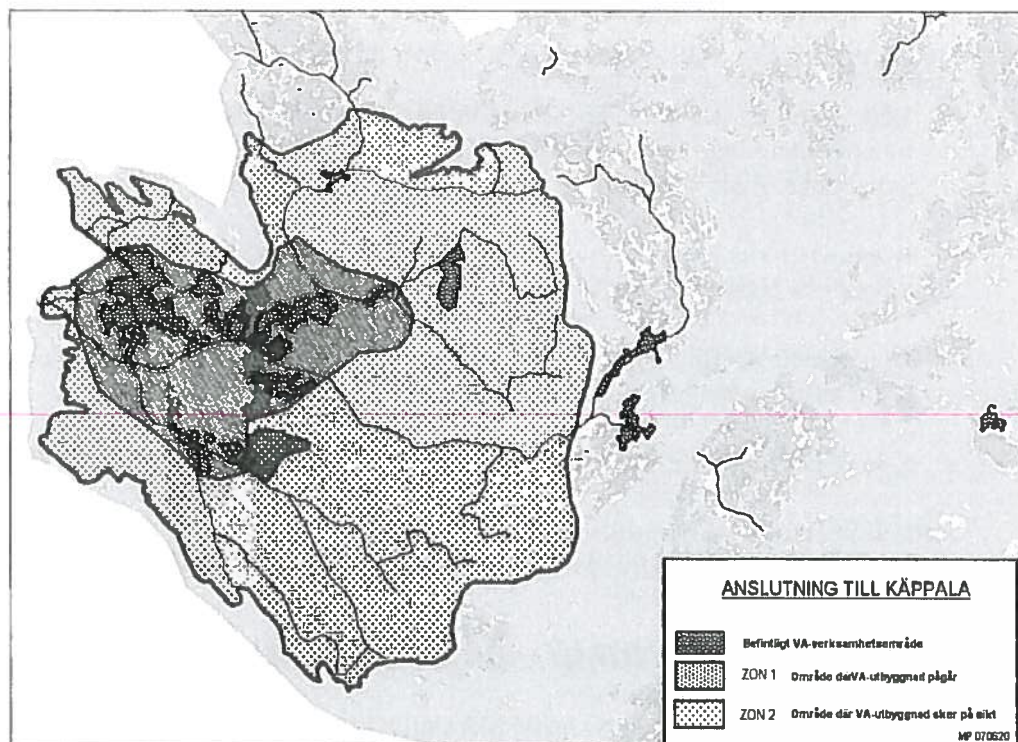 ANSLUTNING TILL KÄPPALA
Befintligt VA-verksamhetsområde
ZON 1 Område där VA-utbyggnad pågår
ZON 2 Område där VA-utbyggnad sker på sikt
MP 070620